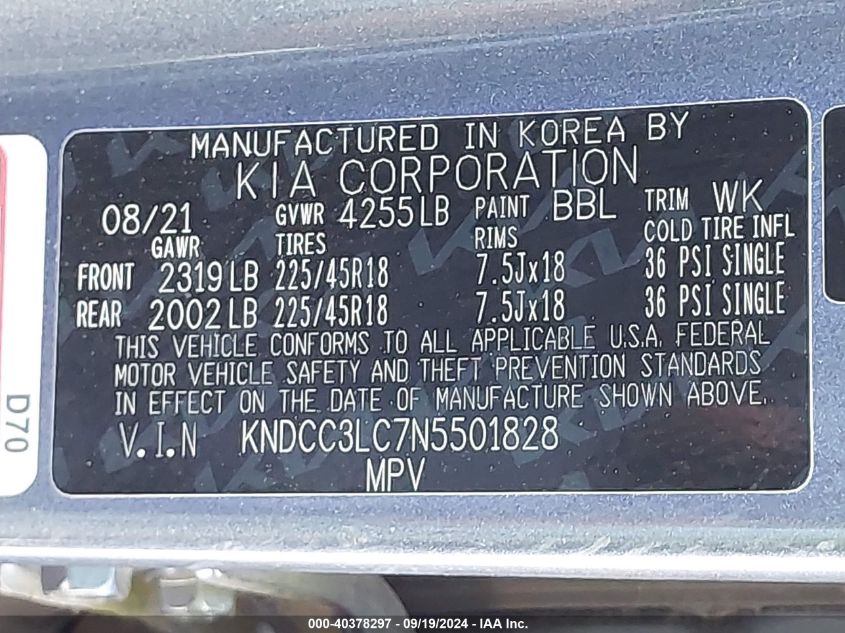 MANUFACTURED IN KOREA BY
KIA CORPORATION
08/21 GVWR 4255LB PAINT BBL TRIM WK
GAWR TIRES RIMS COLD TIRE INFL
FRONT 2319LB 225/45R18 7.5Jx18 36 PSI SINGLE
REAR 2002LB 225/45R18 7.5Jx18 36 PSI SINGLE
THIS VEHICLE CONFORMS TO ALL APPLICABLE U.S.A. FEDERAL
MOTOR VEHICLE SAFETY AND THEFT PREVENTION STANDARDS
IN EFFECT ON THE DATE OF MANUFACTURE SHOWN ABOVE.
V.I.N KNDCC3LC7N5501828
MPV
D70
000-40378297 - 09/19/2024 - IAA Inc.